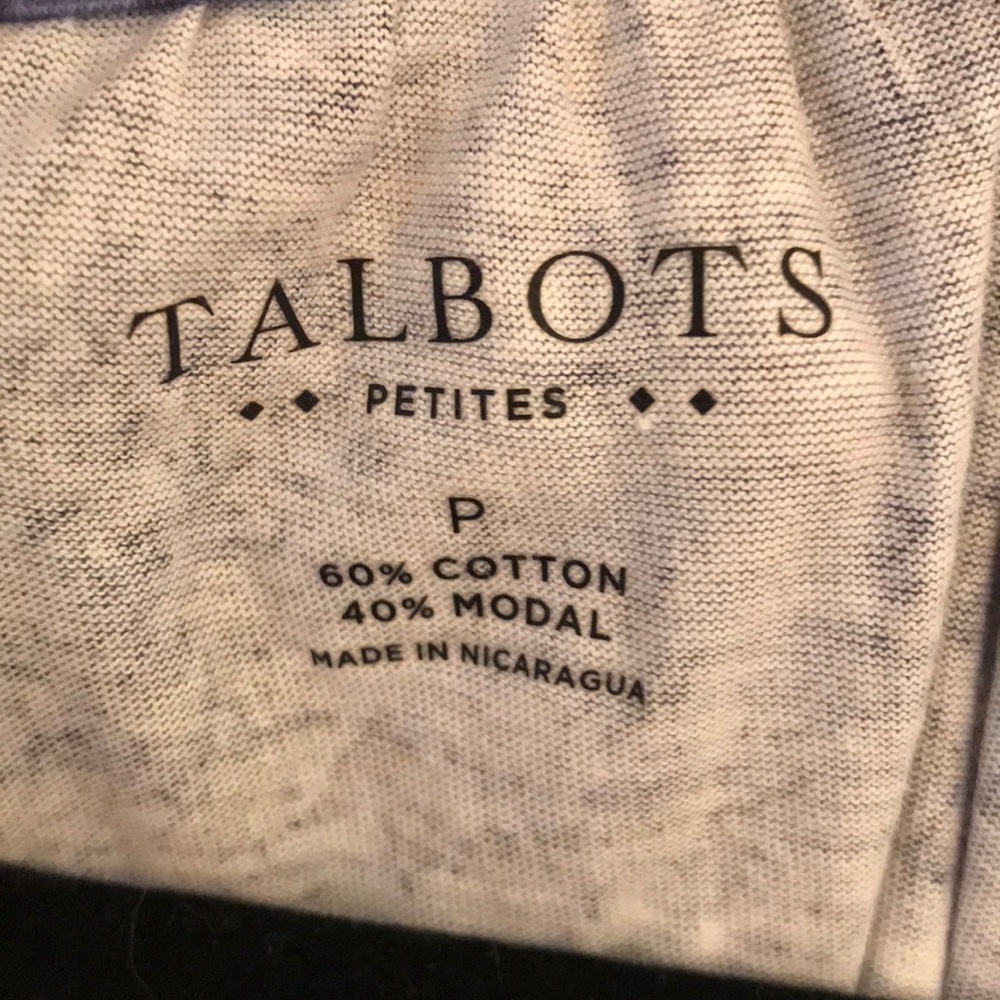 TALBOTS
PETITES
P
60% COTTON
40% MODAL
MADE IN NICARAGUA